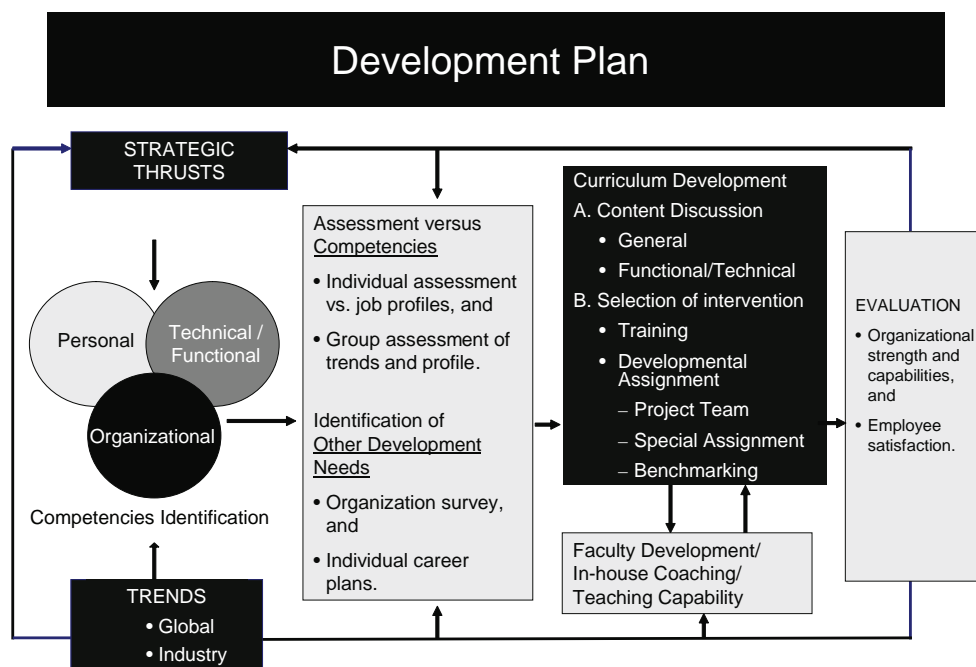 Development Plan
STRATEGIC
THRUSTS
Personal
Technical /
Functional
Organizational
Competencies Identification
TRENDS
• Global
• Industry
Assessment versus
Competencies
• Individual assessment
vs. job profiles, and
• Group assessment of
trends and profile.
Identification of
Other Development
Needs
• Organization survey,
and
• Individual career
plans.
Curriculum Development
A. Content Discussion
• General
• Functional/Technical
B. Selection of intervention
• Training
• Developmental
Assignment
– Project Team
– Special Assignment
– Benchmarking
Faculty Development/
In-house Coaching/
Teaching Capability
EVALUATION
• Organizational
strength and
capabilities,
and
• Employee
satisfaction.